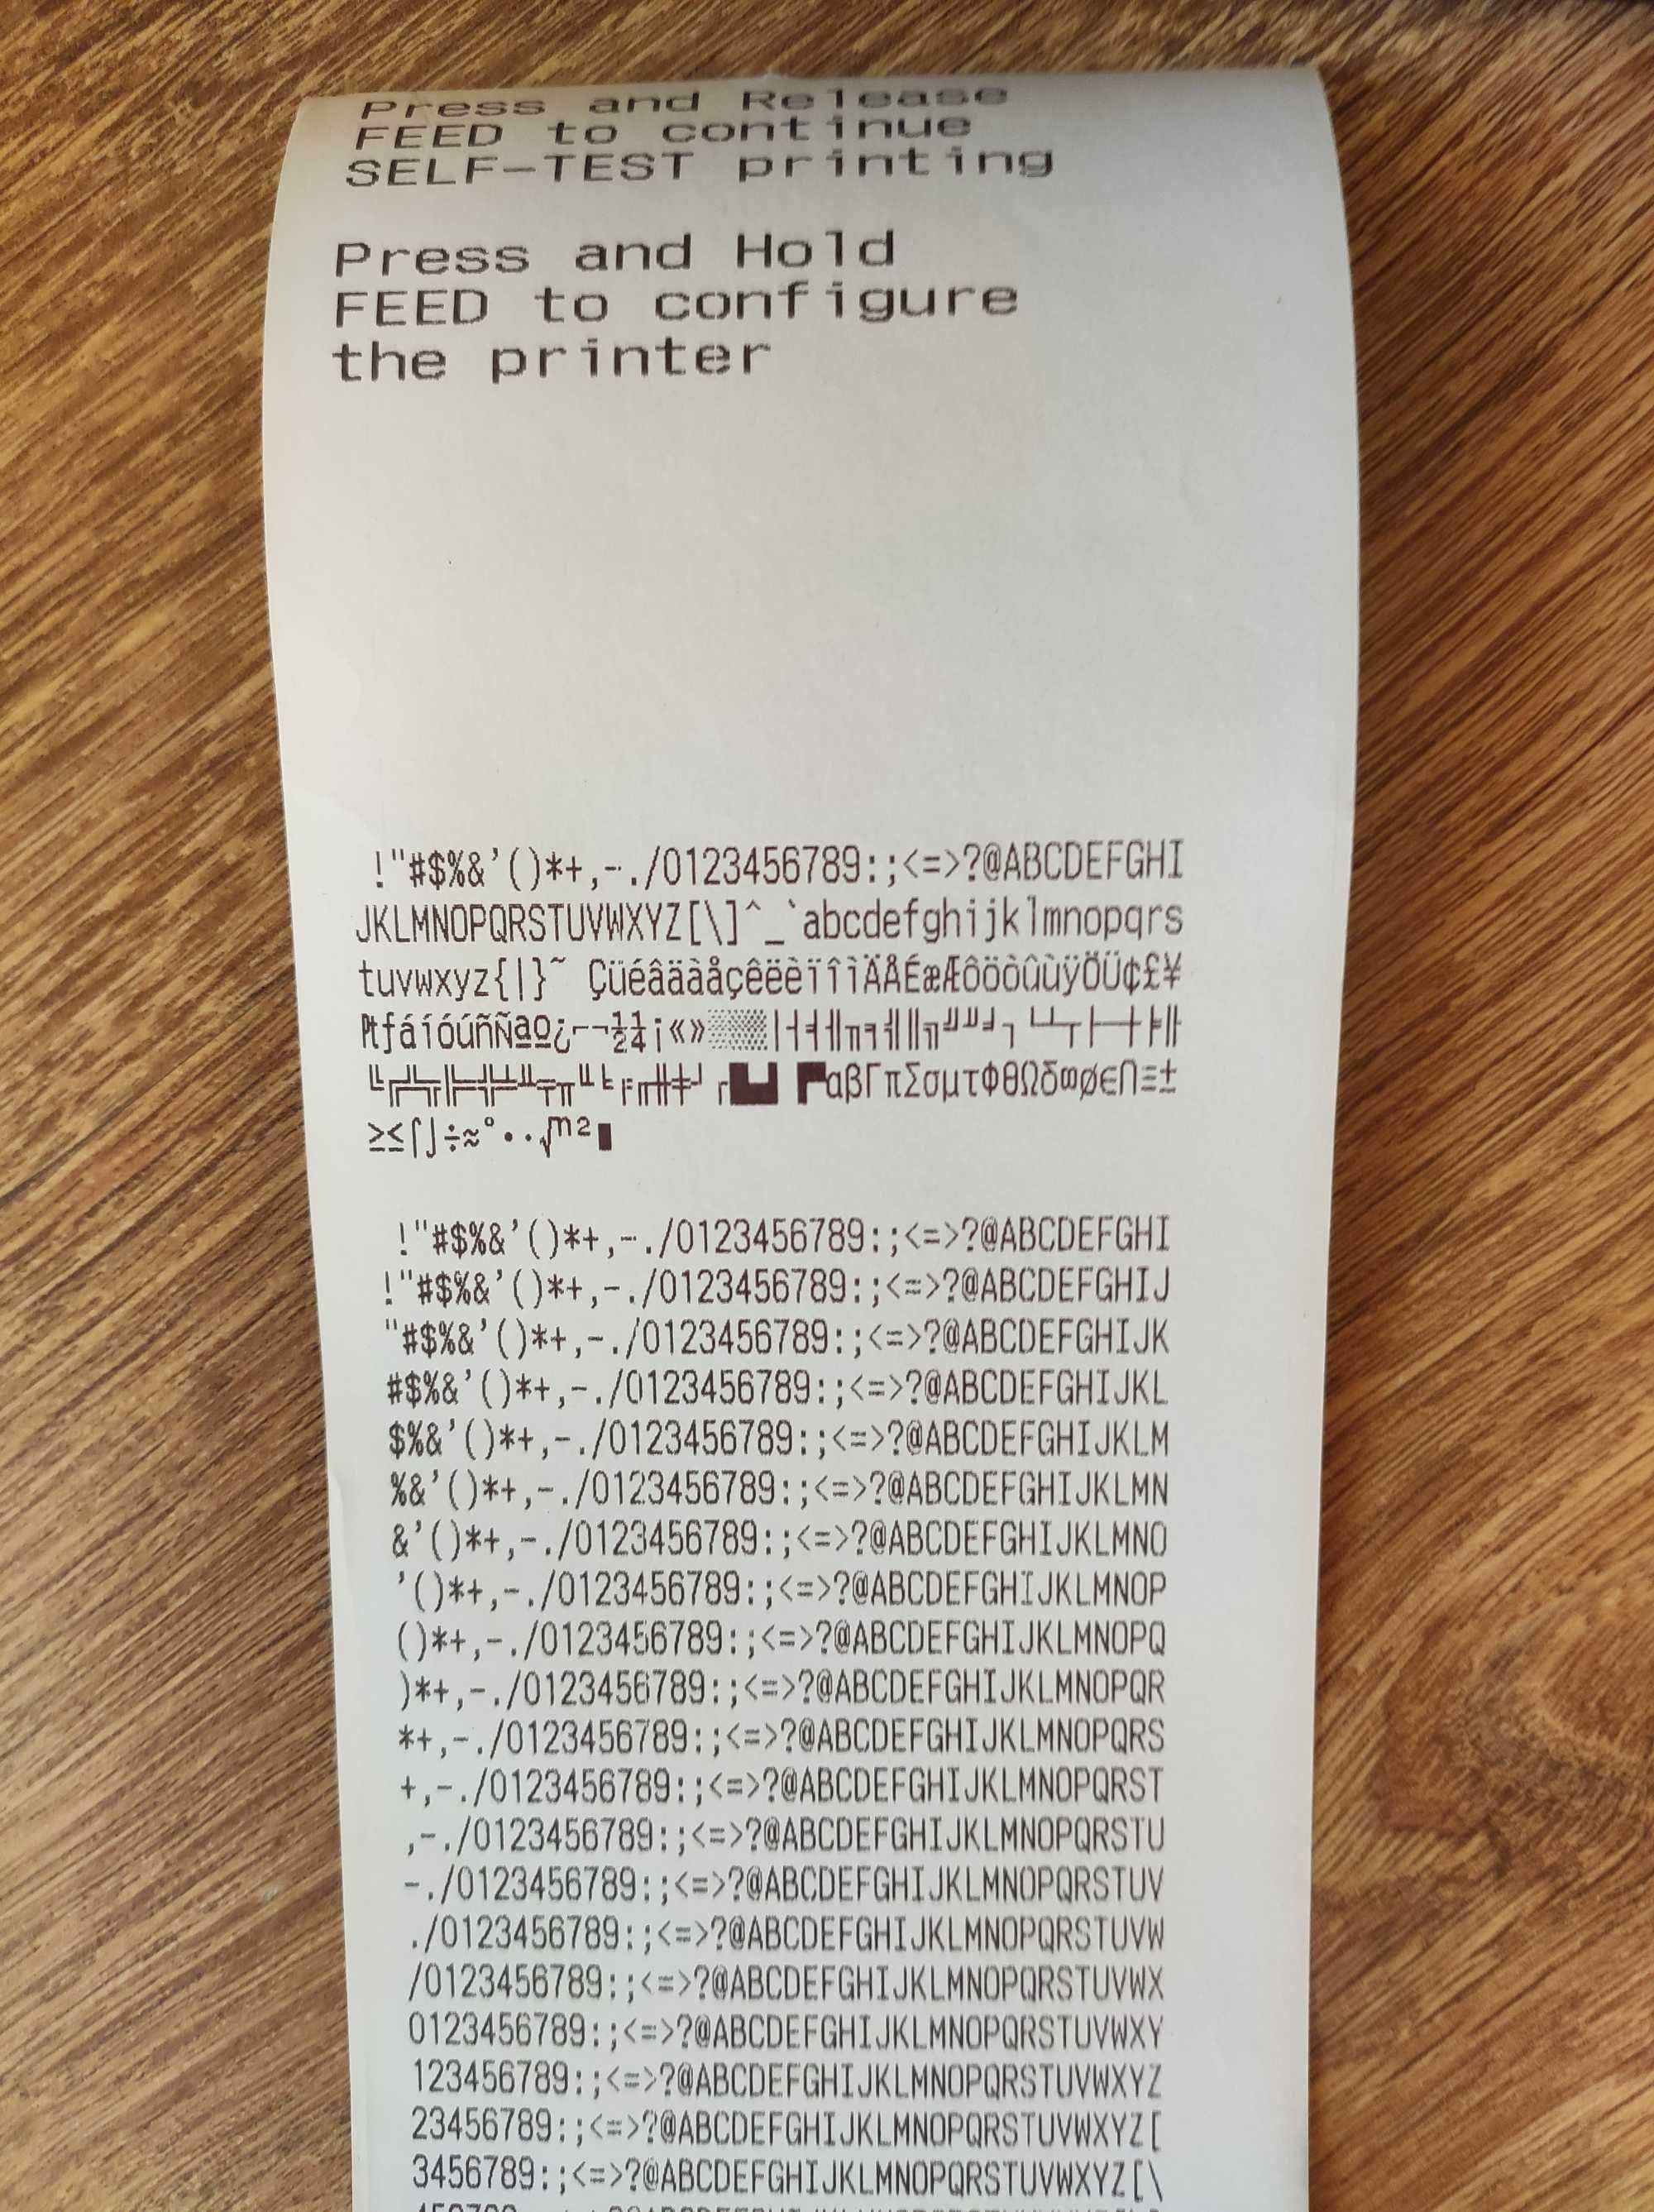 Press and Release
FEED to continue
SELF-TEST printing
Press and Hold
FEED to configure
the printer
!"#$%&'()*+,-./0123456789:;<=>?@ABCDEFGHI
JKLMNOPQRSTUVWXYZ[\]^_`abcdefghijklmnopqrs
tuvwxyz{|}~ ÇüéâäàåçêëèïîìÄÅÉæÆôöòûùÿÖÜ¢£¥
₧ƒáíóúñÑªº¿⌐¬½¼¡«»░▒▓│┤╡╢╖╕╣║╗╝╜╛┐└┴┬├─┼╞╟
╚╔╩╦╠═╬╧╨╤╥╙╘╒╓╫╪┘┌█▄▌▐▀αβΓπΣσμτΦθΩδ∞ø∈∩≡±
≥≤⌠⌡÷≈°•·√ⁿ²■
!"#$%&'()*+,-./0123456789:;<=>?@ABCDEFGHI
!"#$%&'()*+,-./0123456789:;<=>?@ABCDEFGHIJ
"#$%&'()*+,-./0123456789:;<=>?@ABCDEFGHIJK
#$%&'()*+,-./0123456789:;<=>?@ABCDEFGHIJKL
$%&'()*+,-./0123456789:;<=>?@ABCDEFGHIJKLM
%&'()*+,-./0123456789:;<=>?@ABCDEFGHIJKLMN
&'()*+,-./0123456789:;<=>?@ABCDEFGHIJKLMNO
'()*+,-./0123456789:;<=>?@ABCDEFGHIJKLMNOP
()*+,-./0123456789:;<=>?@ABCDEFGHIJKLMNOPQ
)*+,-./0123456789:;<=>?@ABCDEFGHIJKLMNOPQR
*+,-./0123456789:;<=>?@ABCDEFGHIJKLMNOPQRS
+,-./0123456789:;<=>?@ABCDEFGHIJKLMNOPQRST
,-./0123456789:;<=>?@ABCDEFGHIJKLMNOPQRSTU
-./0123456789:;<=>?@ABCDEFGHIJKLMNOPQRSTUV
./0123456789:;<=>?@ABCDEFGHIJKLMNOPQRSTUVW
/0123456789:;<=>?@ABCDEFGHIJKLMNOPQRSTUVWX
0123456789:;<=>?@ABCDEFGHIJKLMNOPQRSTUVWXY
123456789:;<=>?@ABCDEFGHIJKLMNOPQRSTUVWXYZ
23456789:;<=>?@ABCDEFGHIJKLMNOPQRSTUVWXYZ[
3456789:;<=>?@ABCDEFGHIJKLMNOPQRSTUVWXYZ[\